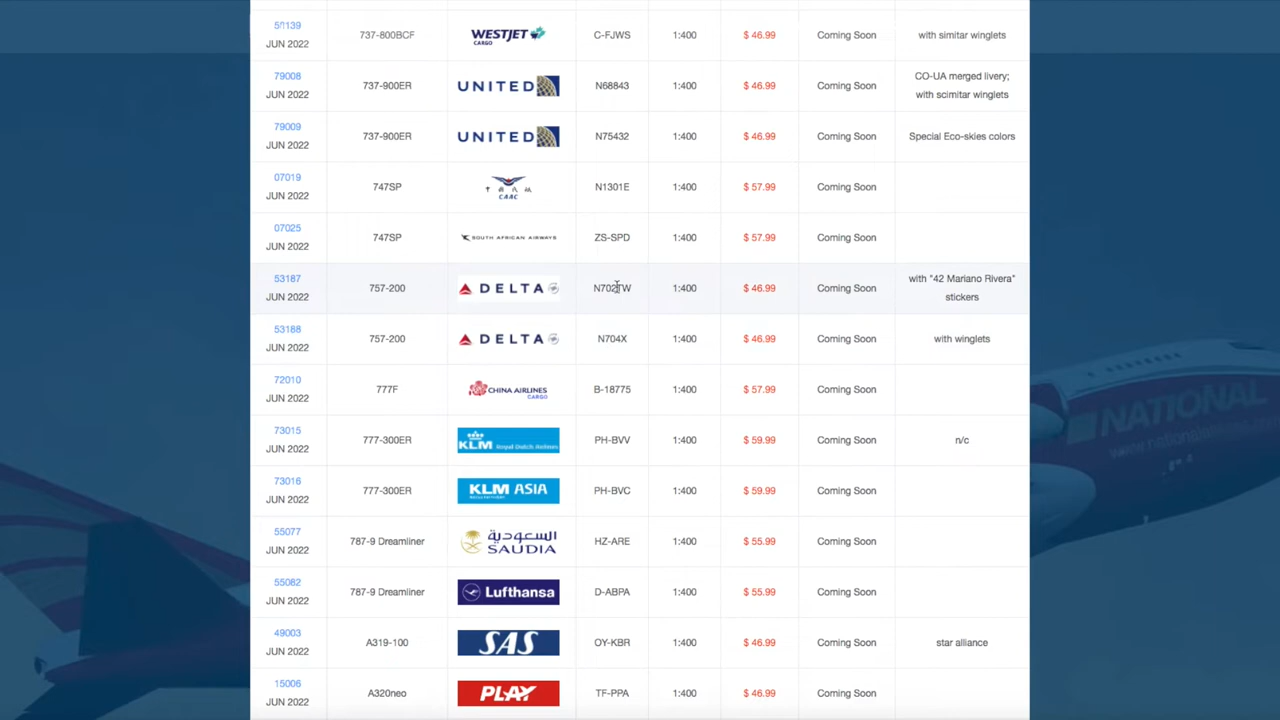 58139
JUN 2022
737-800BCF
WESTJET
CARGO
C-FJWS
1:400
$ 46.99
Coming Soon
with simitar winglets
79008
JUN 2022
737-900ER
UNITED
N68843
1:400
$ 46.99
Coming Soon
CO-UA merged livery;
with scimitar winglets
79009
JUN 2022
737-900ER
UNITED
N75432
1:400
$ 46.99
Coming Soon
Special Eco-skies colors
07019
JUN 2022
747SP
中國民航
CAAC
N1301E
1:400
$ 57.99
Coming Soon
07025
JUN 2022
747SP
SOUTH AFRICAN AIRWAYS
ZS-SPD
1:400
$ 57.99
Coming Soon
53187
JUN 2022
757-200
DELTA
N702TW
1:400
$ 46.99
Coming Soon
with "42 Mariano Rivera"
stickers
53188
JUN 2022
757-200
DELTA
N704X
1:400
$ 46.99
Coming Soon
with winglets
72010
JUN 2022
777F
CHINA AIRLINES
CARGO
B-18775
1:400
$ 57.99
Coming Soon
73015
JUN 2022
777-300ER
KLM Royal Dutch Airlines
PH-BVV
1:400
$ 59.99
Coming Soon
n/c
73016
JUN 2022
777-300ER
KLM ASIA
PH-BVC
1:400
$ 59.99
Coming Soon
55077
JUN 2022
787-9 Dreamliner
السعودية
SAUDIA
HZ-ARE
1:400
$ 55.99
Coming Soon
55082
JUN 2022
787-9 Dreamliner
Lufthansa
D-ABPA
1:400
$ 55.99
Coming Soon
49003
JUN 2022
A319-100
SAS
OY-KBR
1:400
$ 46.99
Coming Soon
star alliance
15006
JUN 2022
A320neo
PLAY
TF-PPA
1:400
$ 46.99
Coming Soon
NATIONAL